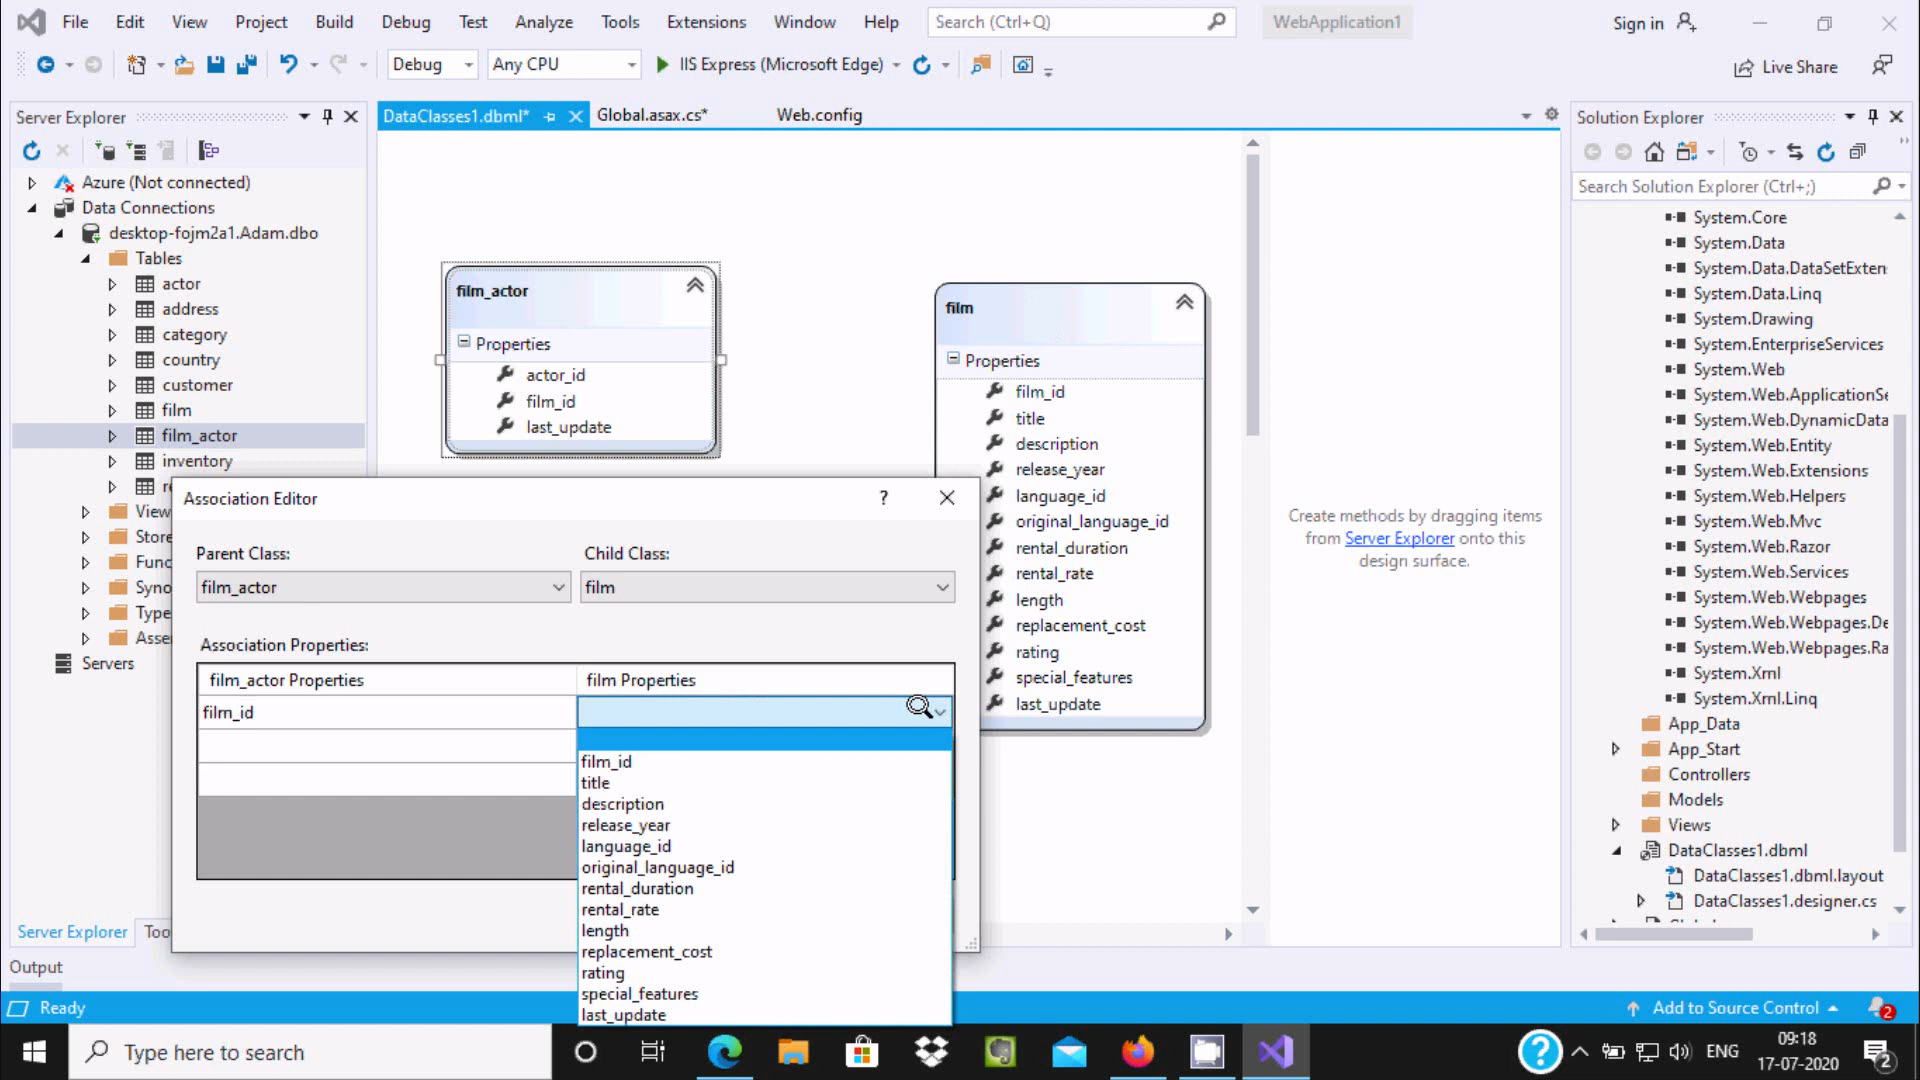 File Edit View Project Build Debug Test Analyze Tools Extensions Window Help Search (Ctrl+Q) WebApplication1 Sign in
Debug Any CPU IIS Express (Microsoft Edge) Live Share
Server Explorer
Azure (Not connected)
Data Connections
desktop-fojm2a1.Adam.dbo
Tables
actor
address
category
country
customer
film
film_actor
inventory
View
Store
Func
Syno
Type
Asse
Servers
Server Explorer Too
DataClasses1.dbml* Global.asax.cs* Web.config
film_actor
Properties
actor_id
film_id
last_update
film
Properties
film_id
title
description
release_year
language_id
original_language_id
rental_duration
rental_rate
length
replacement_cost
rating
special_features
last_update
Create methods by dragging items
from Server Explorer onto this
design surface.
Association Editor ?
Parent Class: Child Class:
film_actor film
Association Properties:
film_actor Properties film Properties
film_id
film_id
title
description
release_year
language_id
original_language_id
rental_duration
rental_rate
length
replacement_cost
rating
special_features
last_update
Solution Explorer
Search Solution Explorer (Ctrl+;)
System.Core
System.Data
System.Data.DataSetExten
System.Data.Linq
System.Drawing
System.EnterpriseServices
System.Web
System.Web.ApplicationSe
System.Web.DynamicData
System.Web.Entity
System.Web.Extensions
System.Web.Helpers
System.Web.Mvc
System.Web.Razor
System.Web.Services
System.Web.Webpages
System.Web.Webpages.De
System.Web.Webpages.Ra
System.Xml
System.Xml.Linq
App_Data
App_Start
Controllers
Models
Views
DataClasses1.dbml
DataClasses1.dbml.layout
DataClasses1.designer.cs
Output
Ready Add to Source Control 2
Type here to search ? ENG 09:18
17-07-2020 2